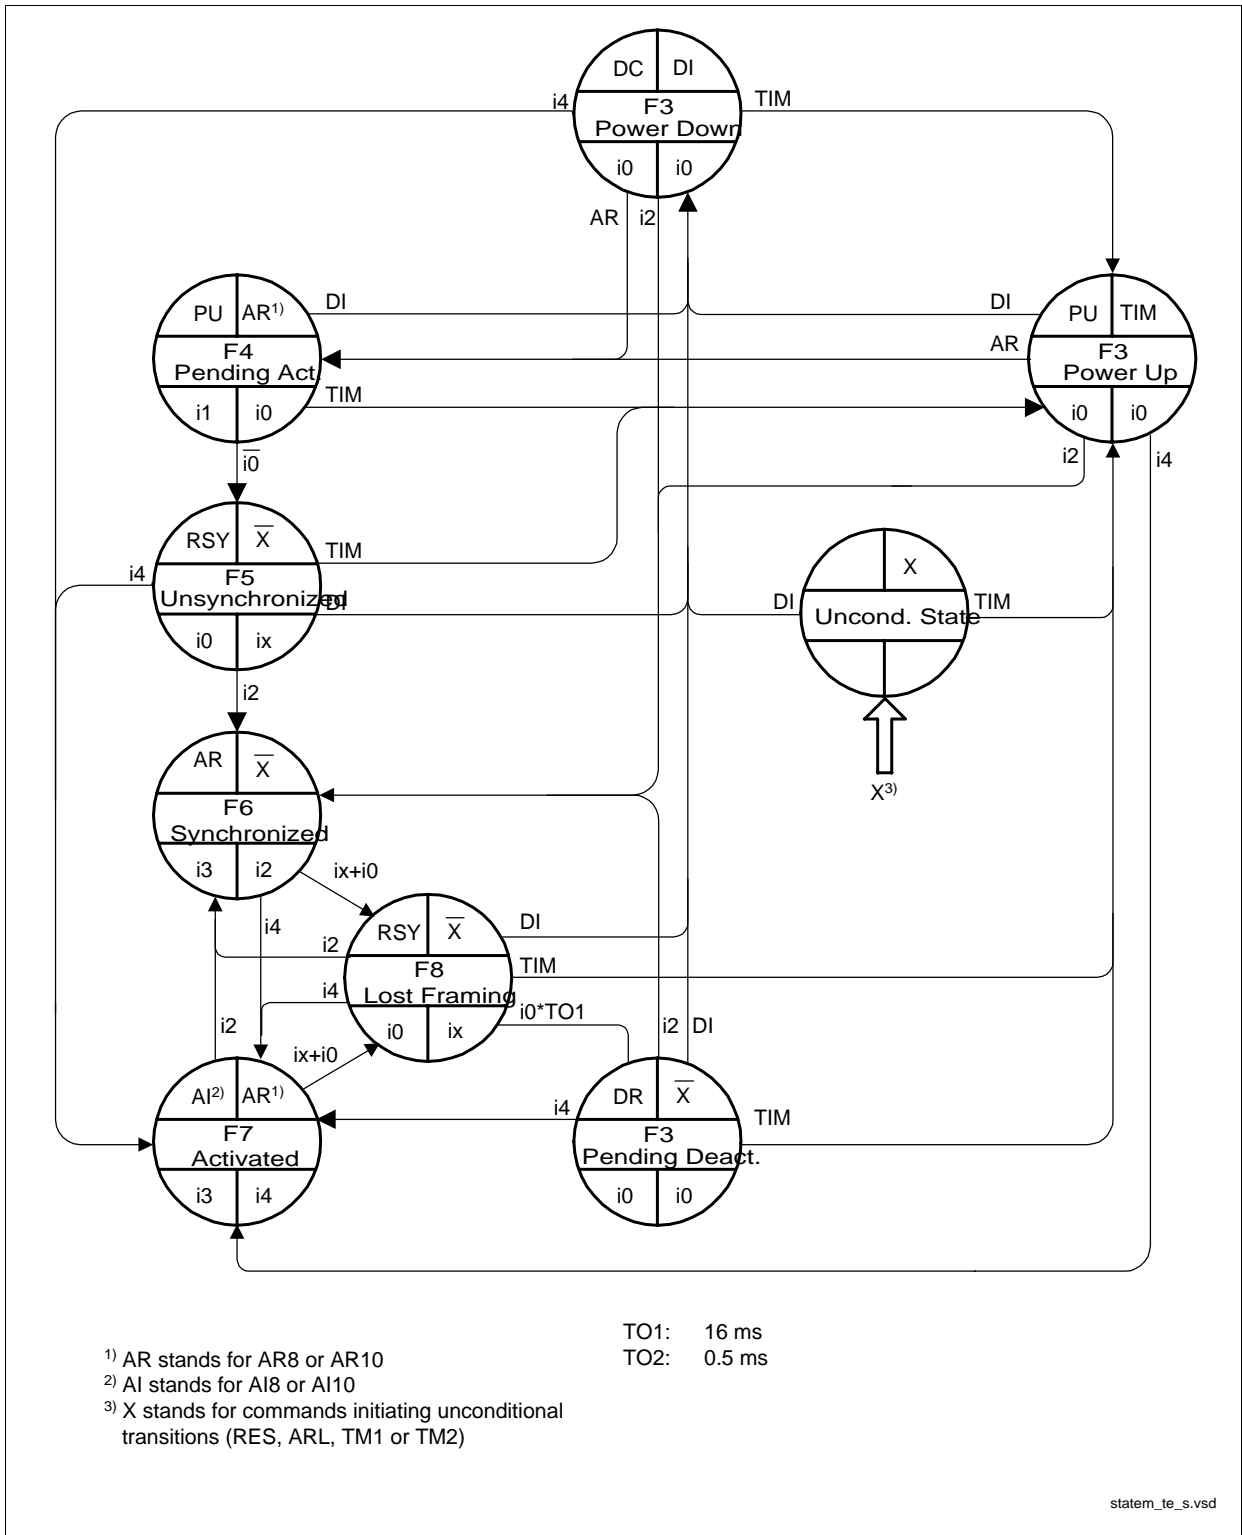 DC DI
i4
F3
TIM
Power Down
i0 i0
AR i2
PU AR1)
DI
DI
PU TIM
F4
AR
F3
Pending Act.
Power Up
TIM
i1 i0
i0 i0
i0
i2
i4
RSY X
TIM
X
i4
F5
Unsynchronized
DI
DI
Uncond. State
TIM
i0 ix
i2
AR X
X3)
F6
Synchronized
i3 i2
ix+i0
i4
RSY X
DI
i2
F8
TIM
Lost Framing
i4
i0 ix
i0*TO1
i2
i2 DI
ix+i0
AI2) AR1)
DR X
i4
TIM
F7
F3
Activated
Pending Deact.
i3 i4
i0 i0
TO1: 16 ms
TO2: 0.5 ms
1) AR stands for AR8 or AR10
2) AI stands for AI8 or AI10
3) X stands for commands initiating unconditional
transitions (RES, ARL, TM1 or TM2)
statem_te_s.vsd